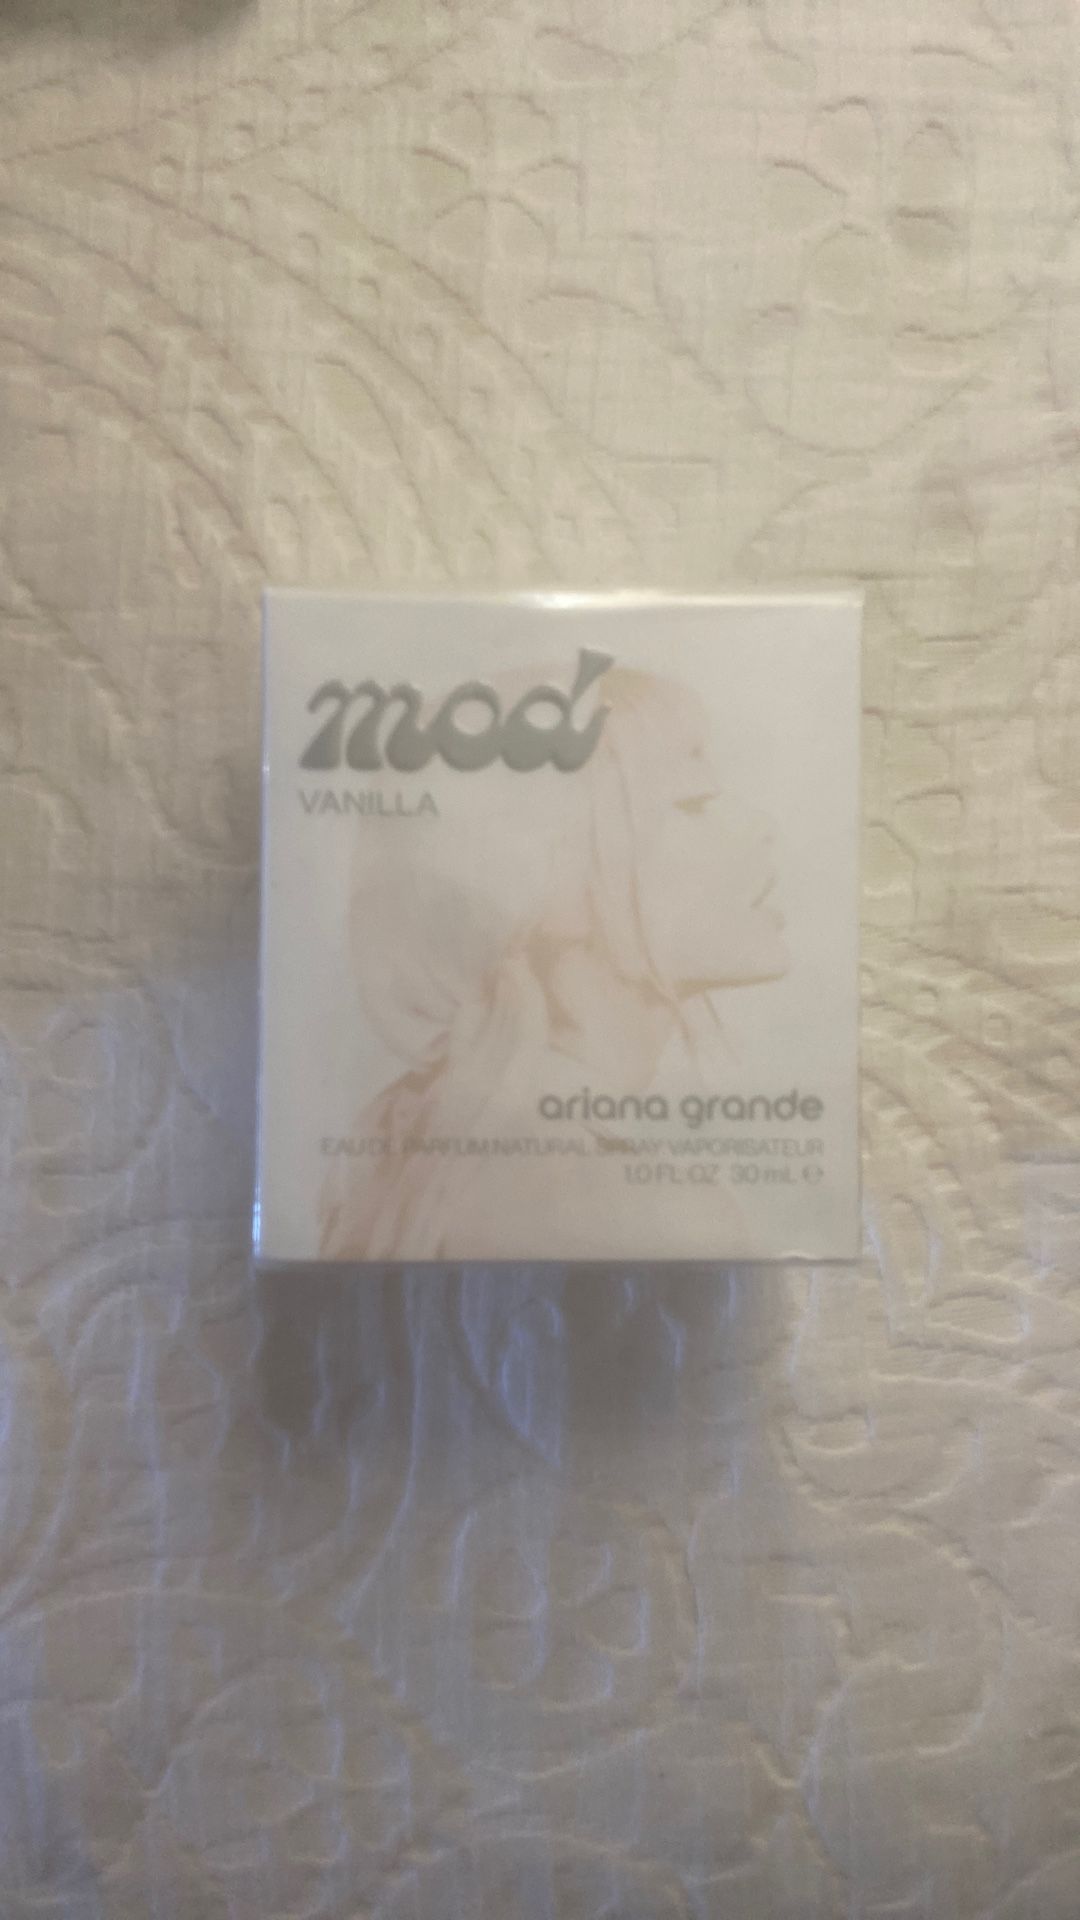 mod
VANILLA
ariana grande
EAU DE PARFUM NATURAL SPRAY VAPORISATEUR
1.0 FL OZ 30 mL ℮